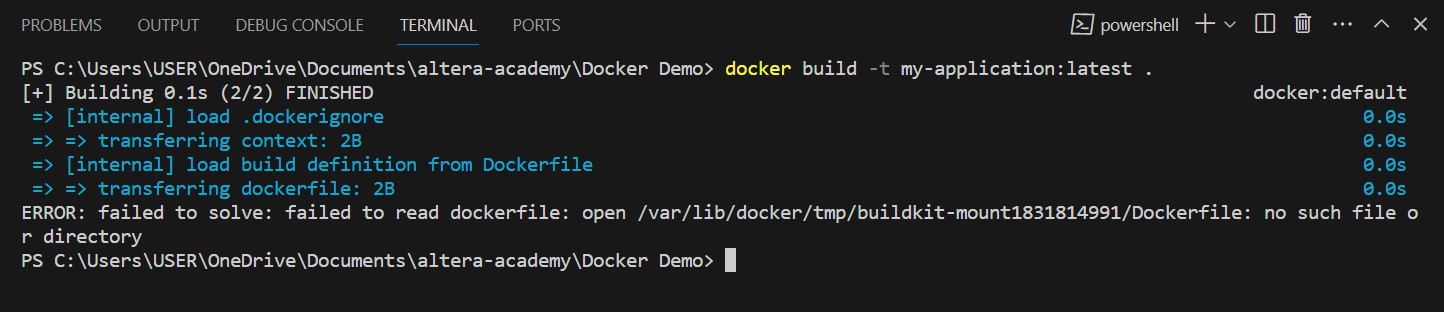 PROBLEMS OUTPUT DEBUG CONSOLE TERMINAL PORTS powershell
PS C:\Users\USER\OneDrive\Documents\altera-academy\Docker Demo> docker build -t my-application:latest .
[+] Building 0.1s (2/2) FINISHED docker:default
=> [internal] load .dockerignore 0.0s
=> => transferring context: 2B 0.0s
=> [internal] load build definition from Dockerfile 0.0s
=> => transferring dockerfile: 2B 0.0s
ERROR: failed to solve: failed to read dockerfile: open /var/lib/docker/tmp/buildkit-mount1831814991/Dockerfile: no such file o
r directory
PS C:\Users\USER\OneDrive\Documents\altera-academy\Docker Demo>